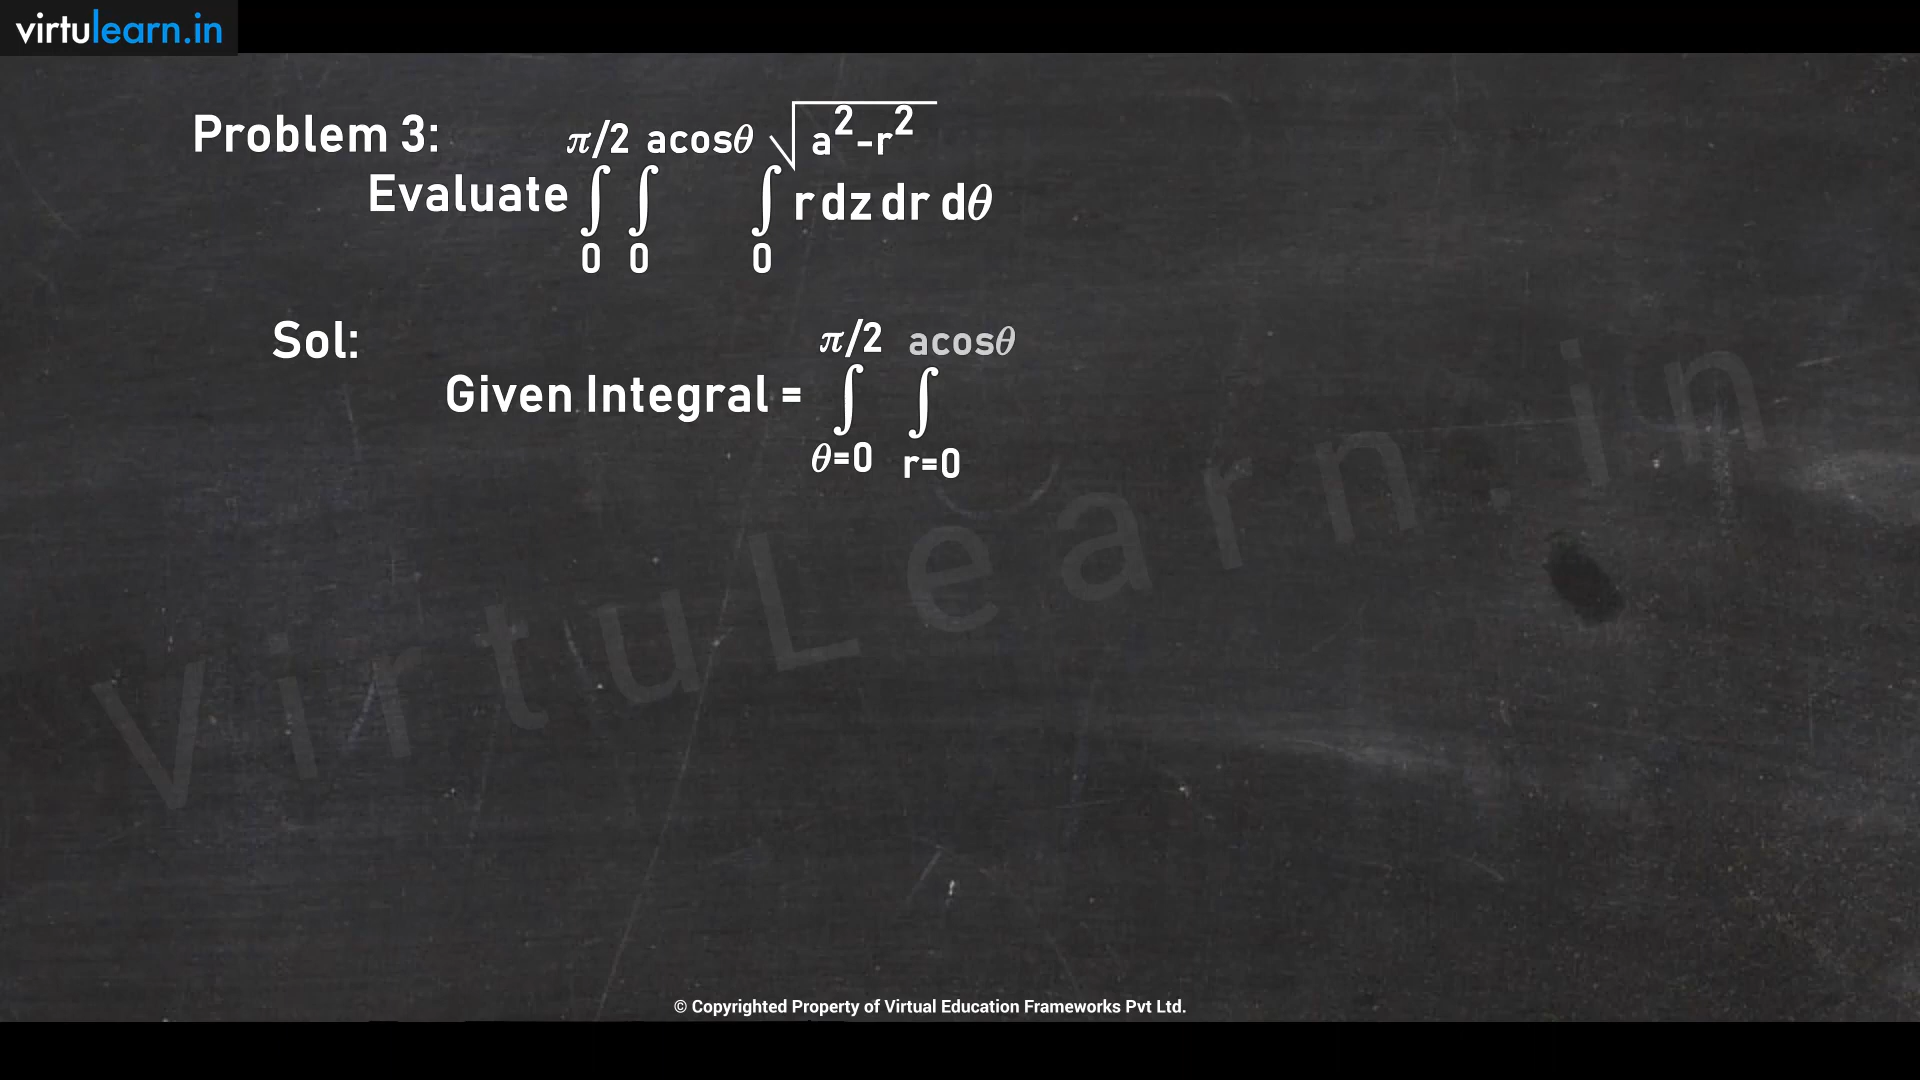 virtulearn.in
Problem 3:
π/2 acosθ √a²-r²
Evaluate ∫ ∫ ∫ r dz dr dθ
0 0 0
Sol:
π/2 acosθ
Given Integral = ∫ ∫
θ=0 r=0
VirtuLearn.in
© Copyrighted Property of Virtual Education Frameworks Pvt Ltd.